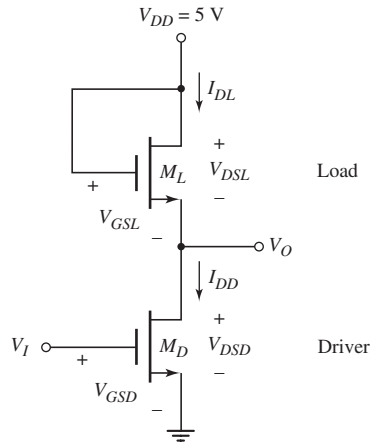 V_DD = 5 V
I_DL
+
M_L
V_DSL
Load
+
−
V_GSL
−
V_O
I_DD
+
V_I
M_D
V_DSD
Driver
+
−
V_GSD
−